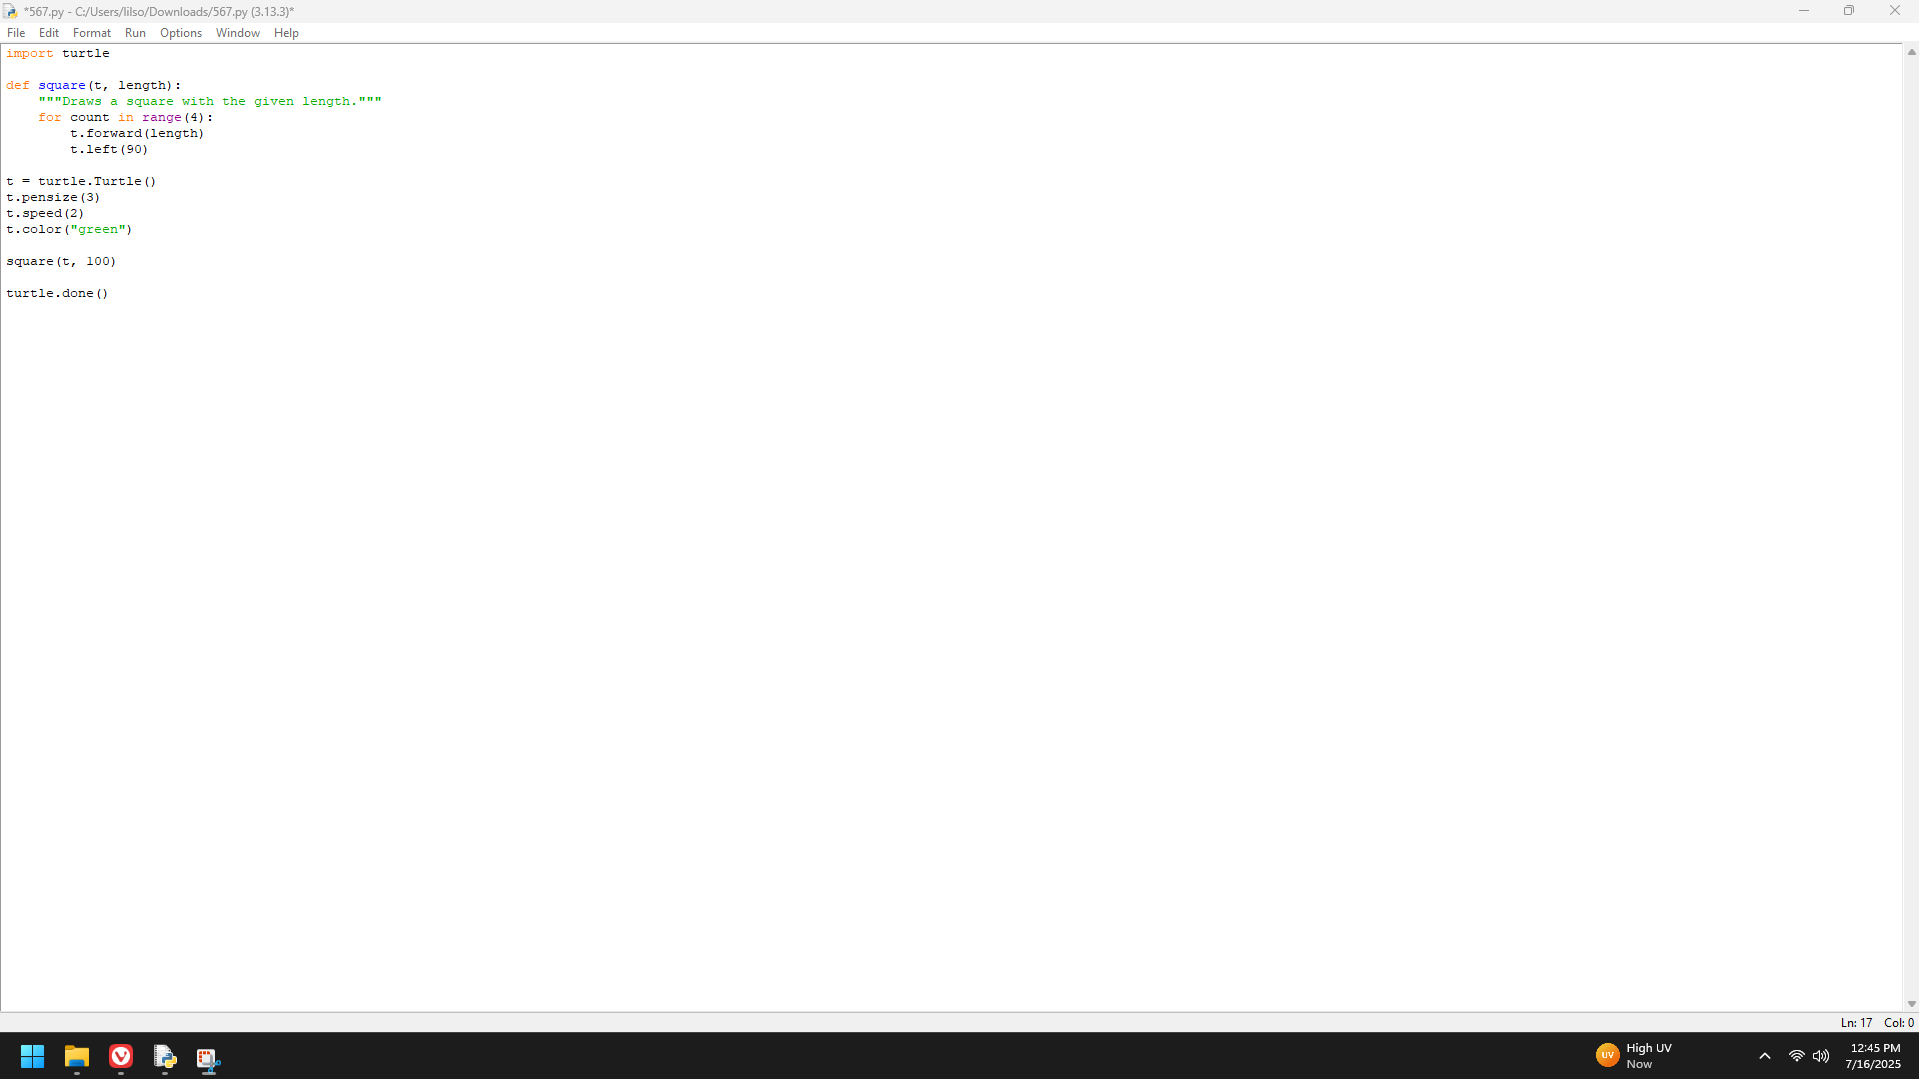 *567.py - C:/Users/lilso/Downloads/567.py (3.13.3)*
File Edit Format Run Options Window Help
import turtle
def square(t, length):
    """Draws a square with the given length."""
    for count in range(4):
        t.forward(length)
        t.left(90)
t = turtle.Turtle()
t.pensize(3)
t.speed(2)
t.color("green")
square(t, 100)
turtle.done()
Ln: 17 Col: 0
UV
High UV
Now
12:45 PM
7/16/2025